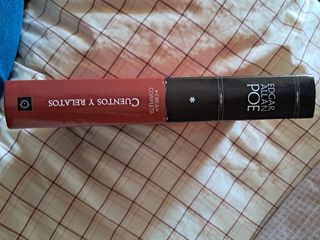 EDGAR
ALLAN
POE
*
OBRA
COMPLETA
CUENTOS Y RELATOS